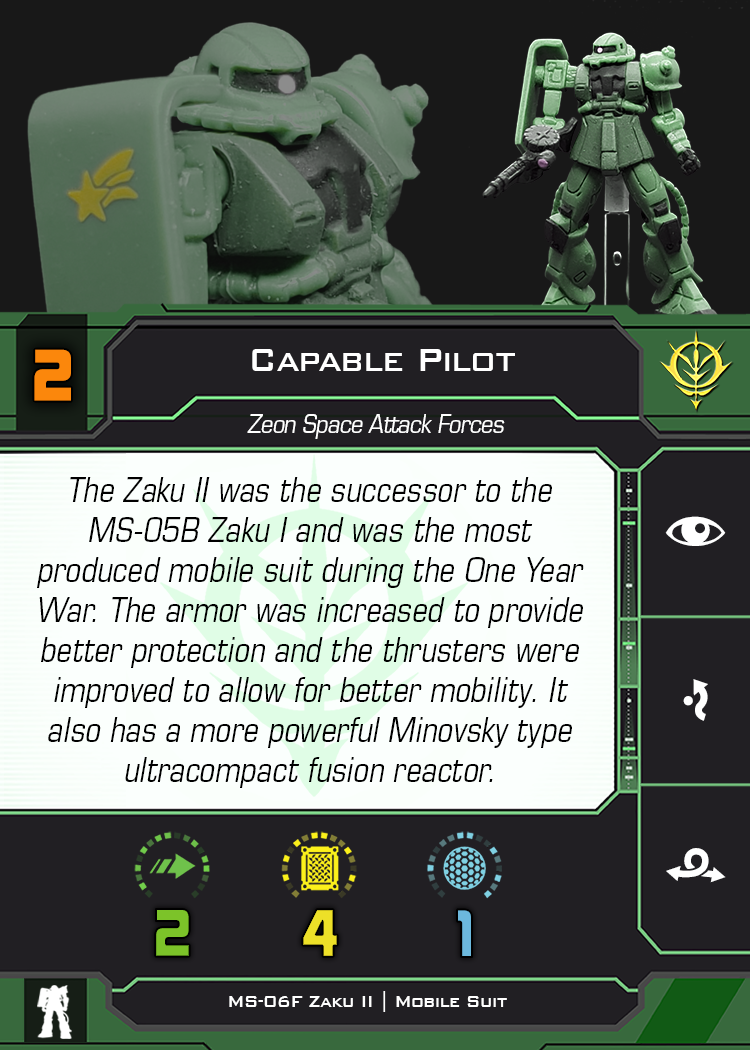 2
Capable Pilot
Zeon Space Attack Forces
The Zaku II was the successor to the
MS-05B Zaku I and was the most
produced mobile suit during the One Year
War. The armor was increased to provide
better protection and the thrusters were
improved to allow for better mobility. It
also has a more powerful Minovsky type
ultracompact fusion reactor.
2 4 1
MS-06F Zaku II | Mobile Suit